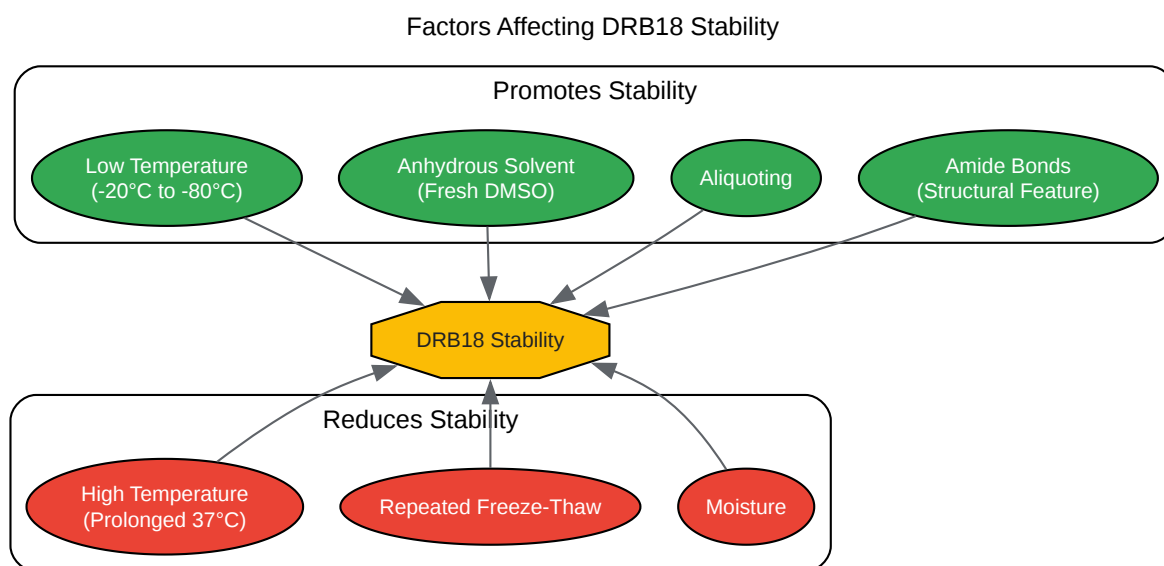 Factors Affecting DRB18 Stability
Promotes Stability
Low Temperature
(-20°C to -80°C)
Anhydrous Solvent
(Fresh DMSO)
Aliquoting
Amide Bonds
(Structural Feature)
DRB18 Stability
Reduces Stability
High Temperature
(Prolonged 37°C)
Repeated Freeze-Thaw
Moisture